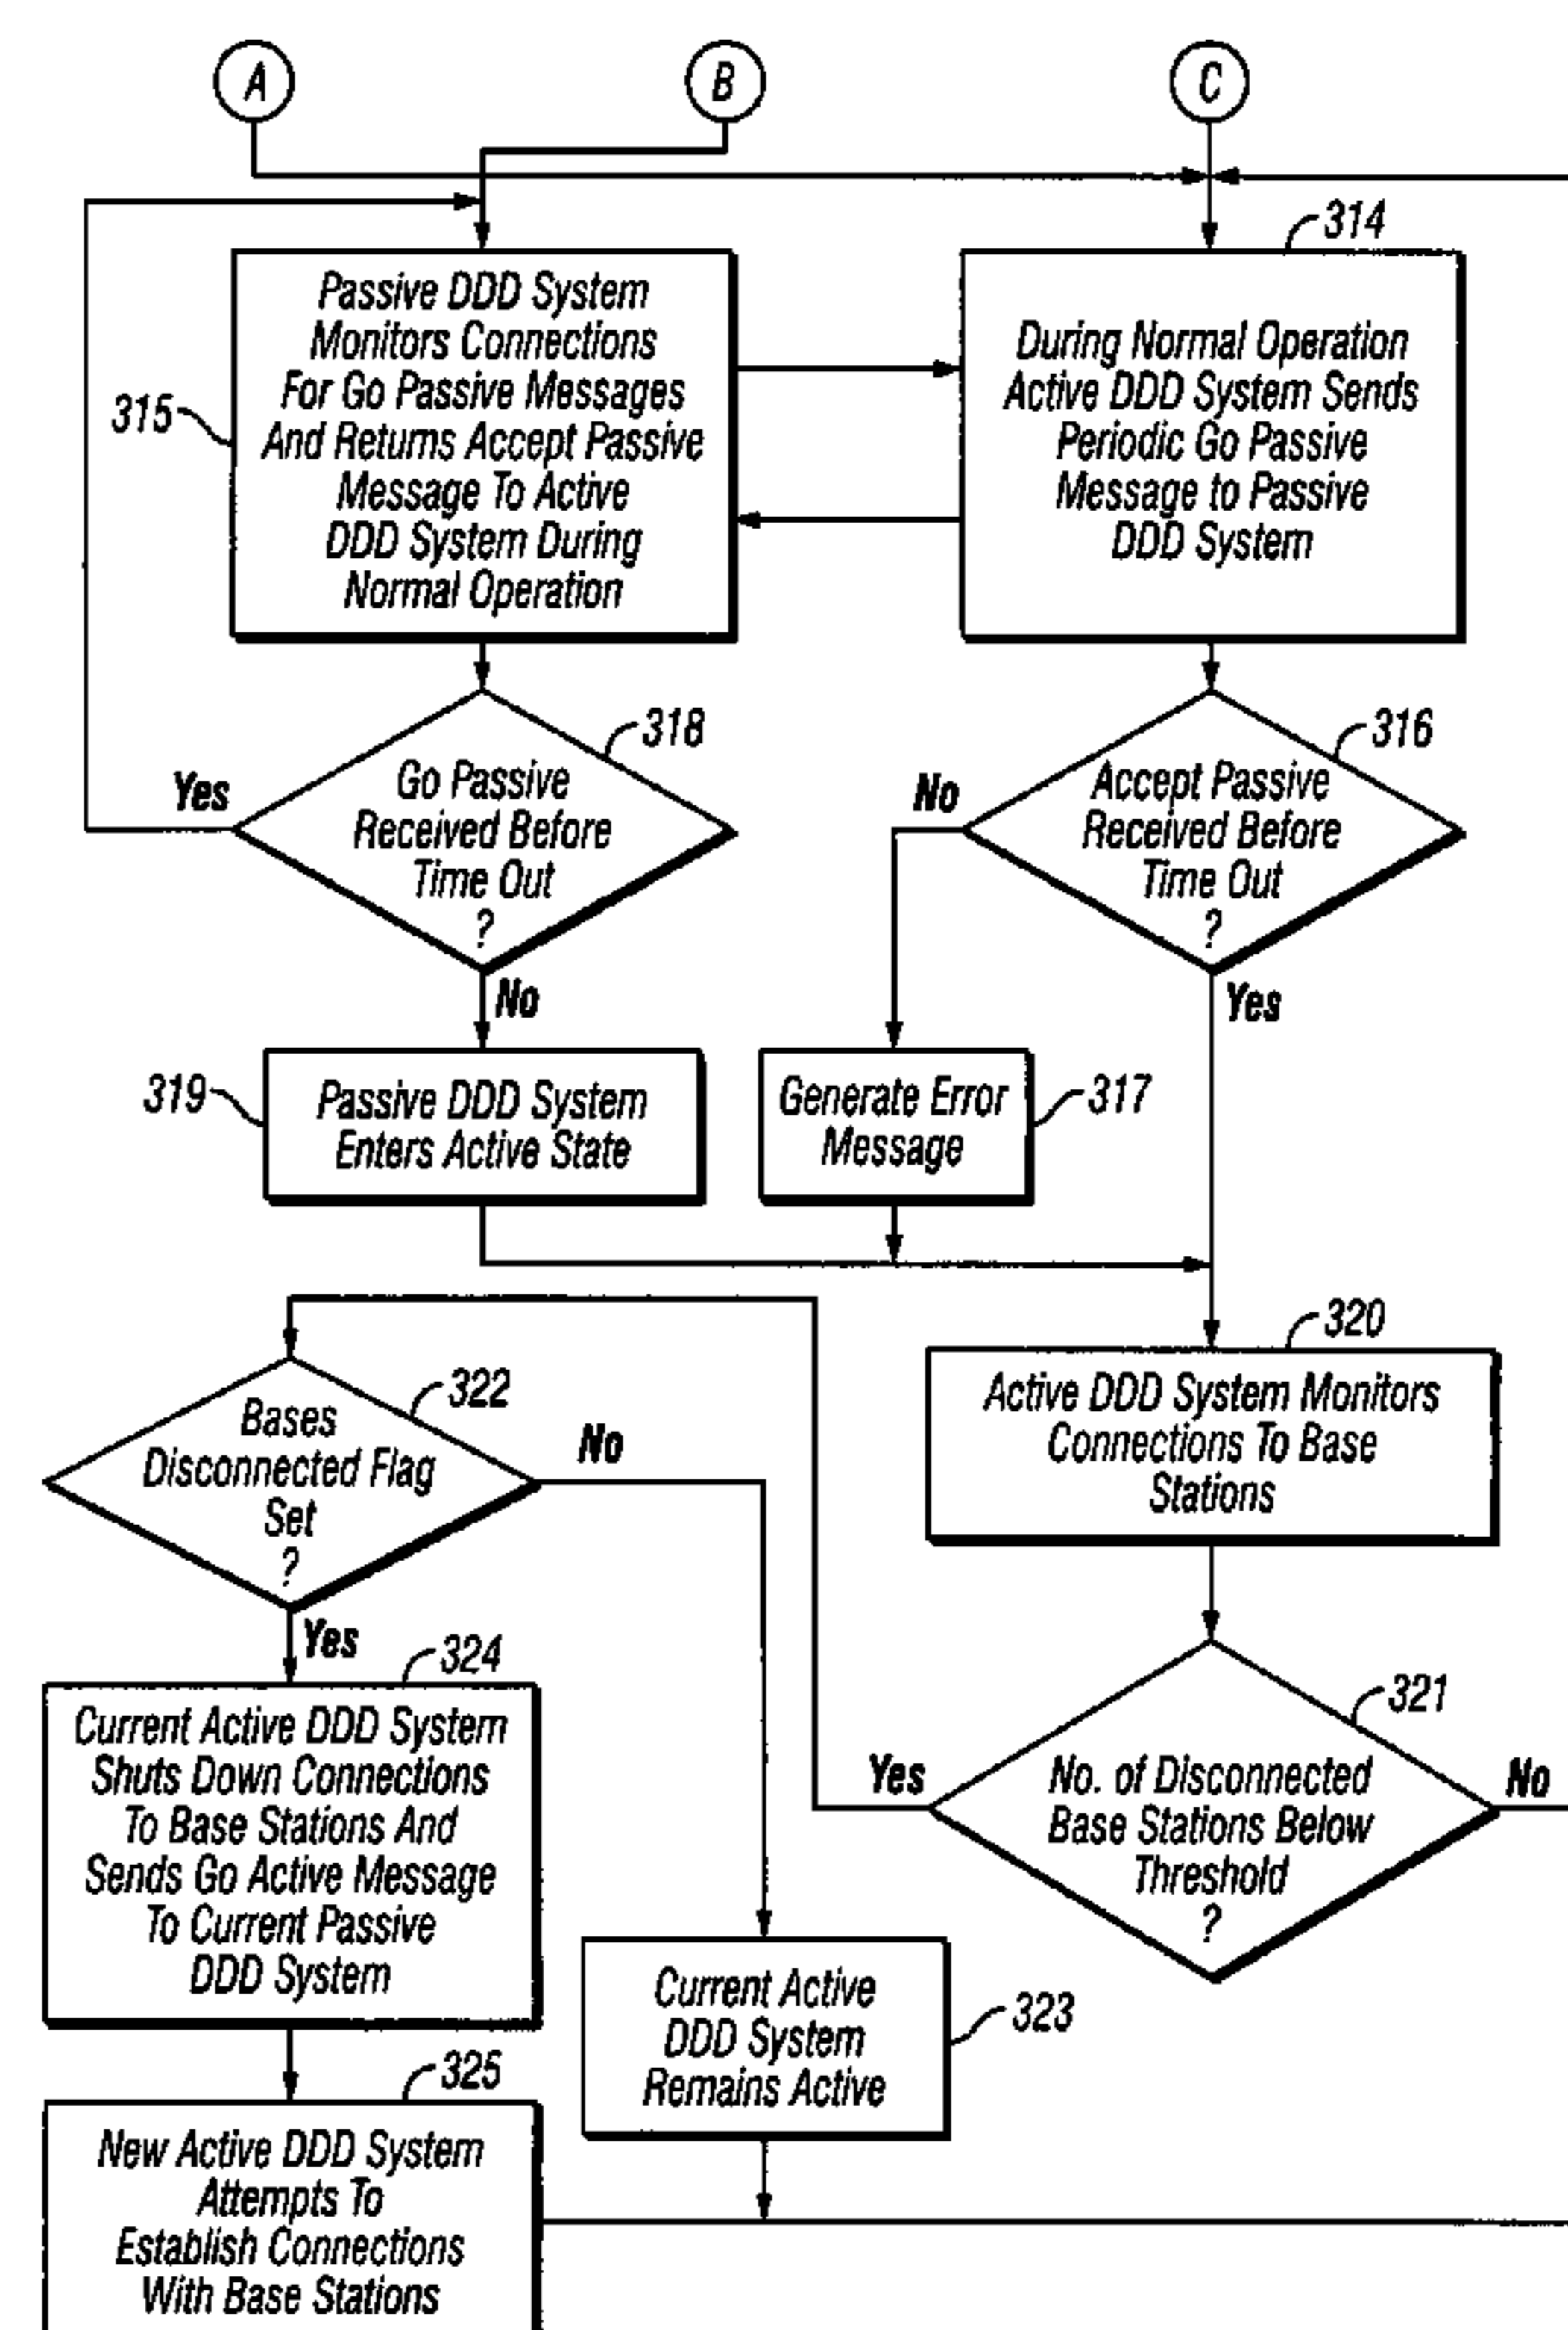 A
B
C
314
Passive DDD System
Monitors Connections
For Go Passive Messages
And Returns Accept Passive
Message To Active
DDD System During
Normal Operation
315
During Normal Operation
Active DDD System Sends
Periodic Go Passive
Message to Passive
DDD System
318
Go Passive
Received Before
Time Out
?
Yes
No
316
Accept Passive
Received Before
Time Out
?
No
Yes
319
Passive DDD System
Enters Active State
Generate Error
Message
317
320
Active DDD System Monitors
Connections To Base
Stations
322
Bases
Disconnected Flag
Set
?
No
Yes
321
No. of Disconnected
Base Stations Below
Threshold
?
Yes
No
324
Current Active DDD System
Shuts Down Connections
To Base Stations And
Sends Go Active Message
To Current Passive
DDD System
Current Active
DDD System
Remains Active
323
325
New Active DDD System
Attempts To
Establish Connections
With Base Stations